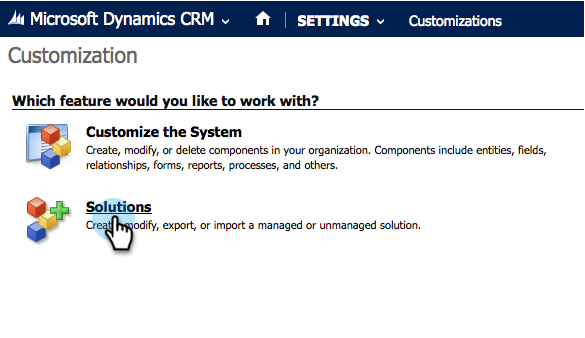 Microsoft Dynamics CRM SETTINGS Customizations
Customization
Which feature would you like to work with?
Customize the System
Create, modify, or delete components in your organization. Components include entities, fields,
relationships, forms, reports, processes, and others.
Solutions
Create, modify, export, or import a managed or unmanaged solution.